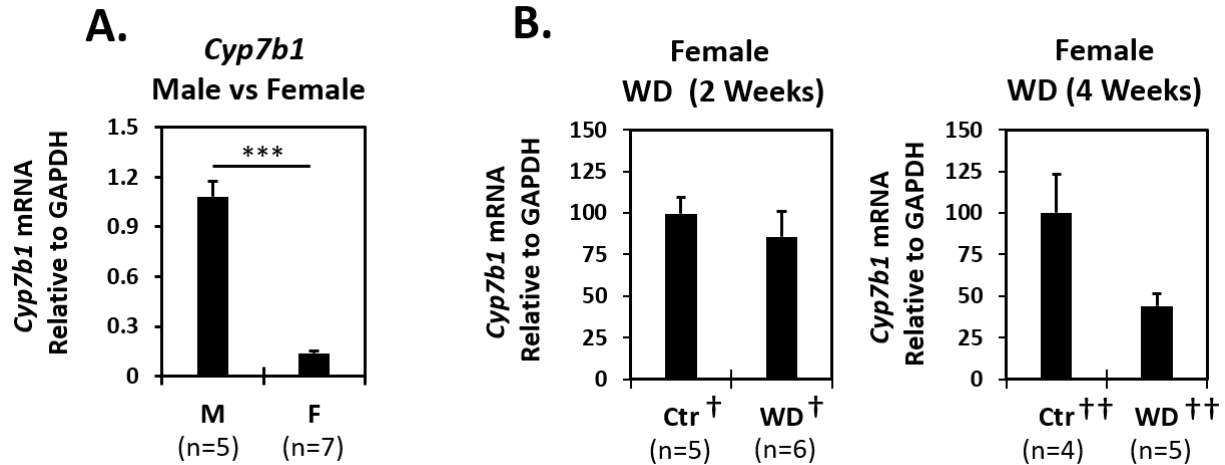 A.
Cyp7b1
Male vs Female
Cyp7b1 mRNA
Relative to GAPDH
1.5
1.2
0.9
0.6
0.3
0
***
M
F
(n=5)
(n=7)
B.
Female
WD (2 Weeks)
Cyp7b1 mRNA
Relative to GAPDH
150
125
100
75
50
25
0
Ctr †
WD †
(n=5)
(n=6)
Female
WD (4 Weeks)
Cyp7b1 mRNA
Relative to GAPDH
150
125
100
75
50
25
0
Ctr ††
WD ††
(n=4)
(n=5)